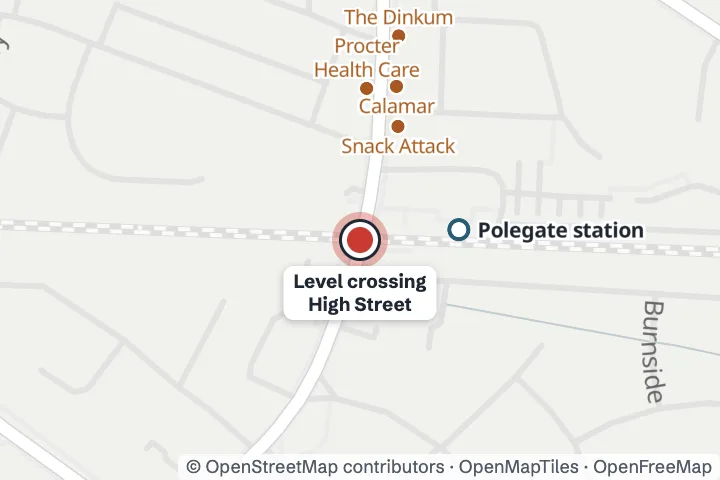 The Dinkum
Procter
Health Care
Calamar
Snack Attack
Polegate station
Level crossing
High Street
Burnside
© OpenStreetMap contributors · OpenMapTiles · OpenFreeMap